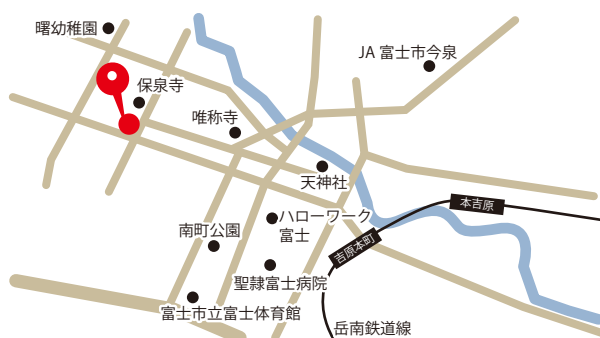 曙幼稚園
JA 富士市今泉
保泉寺
唯称寺
天神社
本吉原
ハローワーク
富士
南町公園
吉原本町
聖隷富士病院
富士市立富士体育館
岳南鉄道線